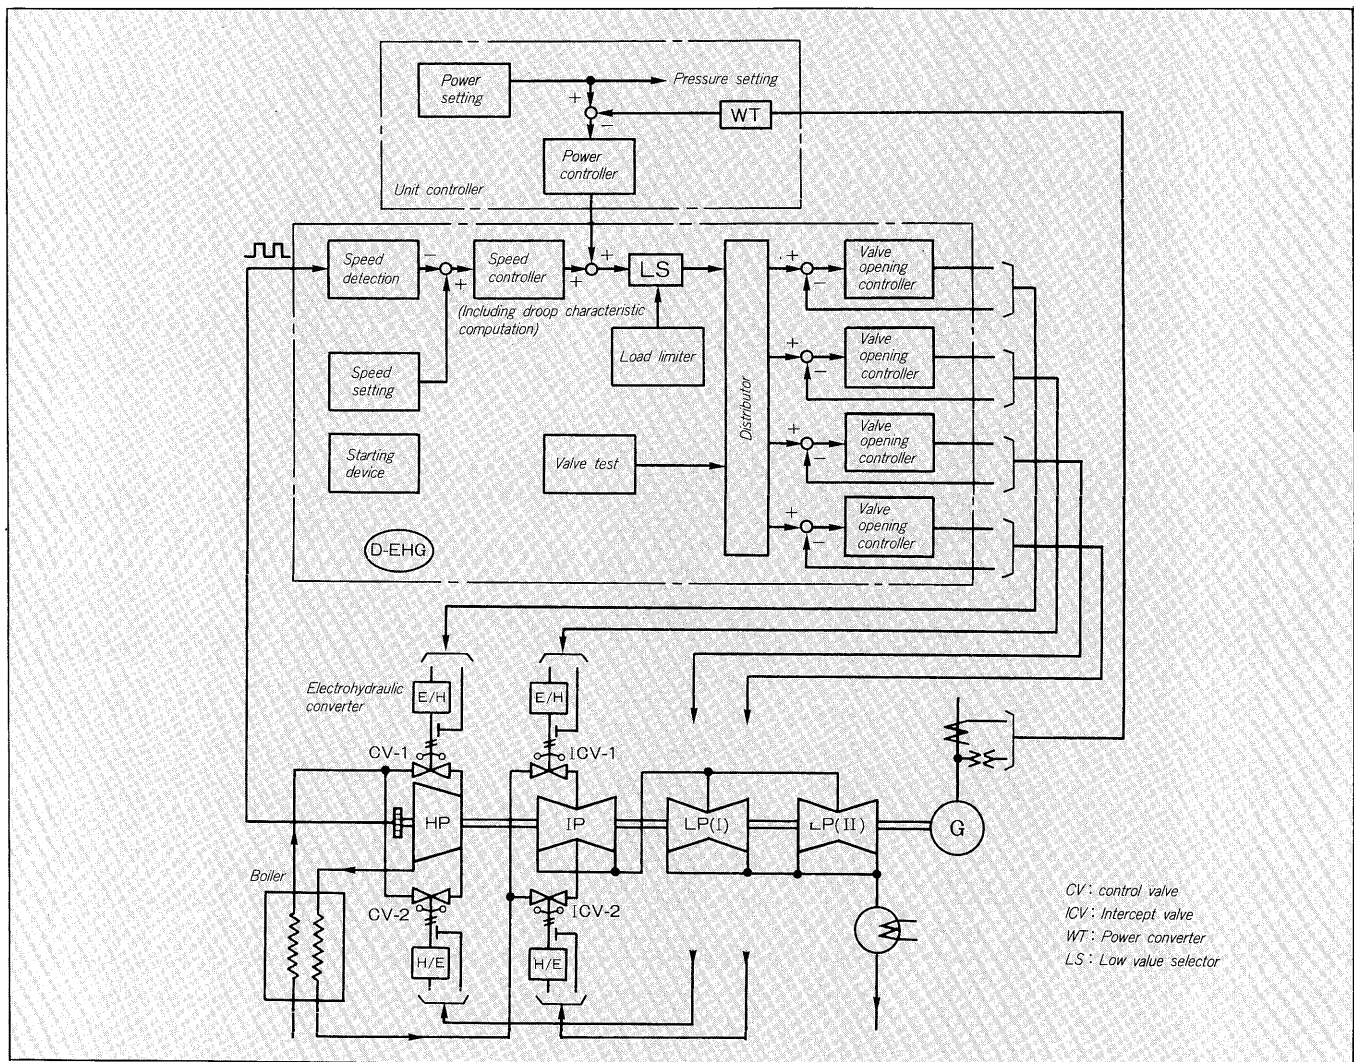 Power
setting
Pressure setting
+
WT
−
Power
controller
Unit controller
Speed
detection
−
+
Speed
controller
+
+
LS
+
−
Valve
opening
controller
(Including droop characteristic
computation)
Load limiter
Speed
setting
+
−
Valve
opening
controller
Distributor
Starting
device
Valve test
+
−
Valve
opening
controller
+
−
Valve
opening
controller
D-EHG
Electrohydraulic
converter
E/H
E/H
CV-1
ICV-1
HP
IP
LP(I)
LP(II)
G
Boiler
CV-2
ICV-2
H/E
H/E
CV : control valve
ICV : Intercept valve
WT : Power converter
LS : Low value selector